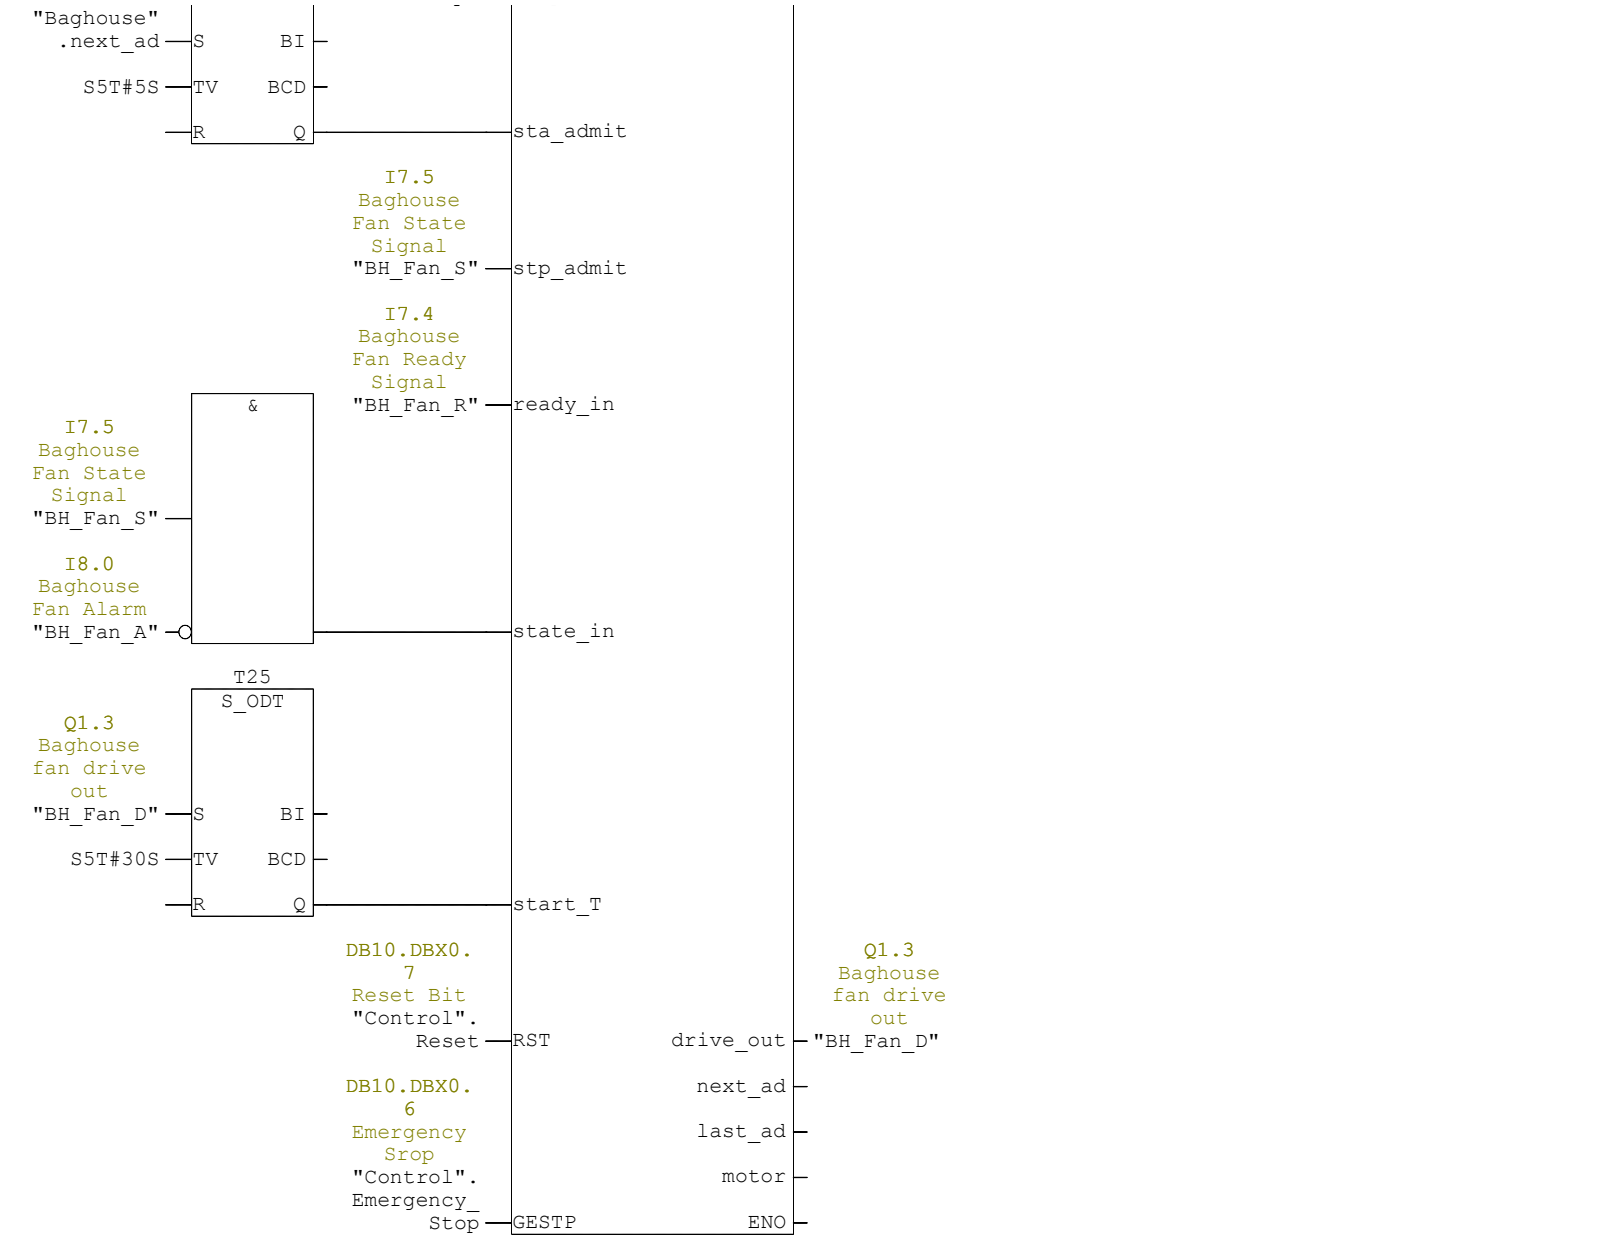 "Baghouse"
.next_ad
S BI
S5T#5S
TV BCD
R Q
sta_admit
I7.5
Baghouse
Fan State
Signal
"BH_Fan_S"
stp_admit
I7.4
Baghouse
Fan Ready
Signal
"BH_Fan_R"
ready_in
&
I7.5
Baghouse
Fan State
Signal
"BH_Fan_S"
I8.0
Baghouse
Fan Alarm
"BH_Fan_A"
state_in
T25
S_ODT
Q1.3
Baghouse
fan drive
out
"BH_Fan_D"
S BI
S5T#30S
TV BCD
R Q
start_T
DB10.DBX0.
7
Reset Bit
"Control".
Reset
RST
drive_out
Q1.3
Baghouse
fan drive
out
"BH_Fan_D"
next_ad
DB10.DBX0.
6
Emergency
Srop
"Control".
Emergency_
Stop
GESTP
last_ad
motor
ENO